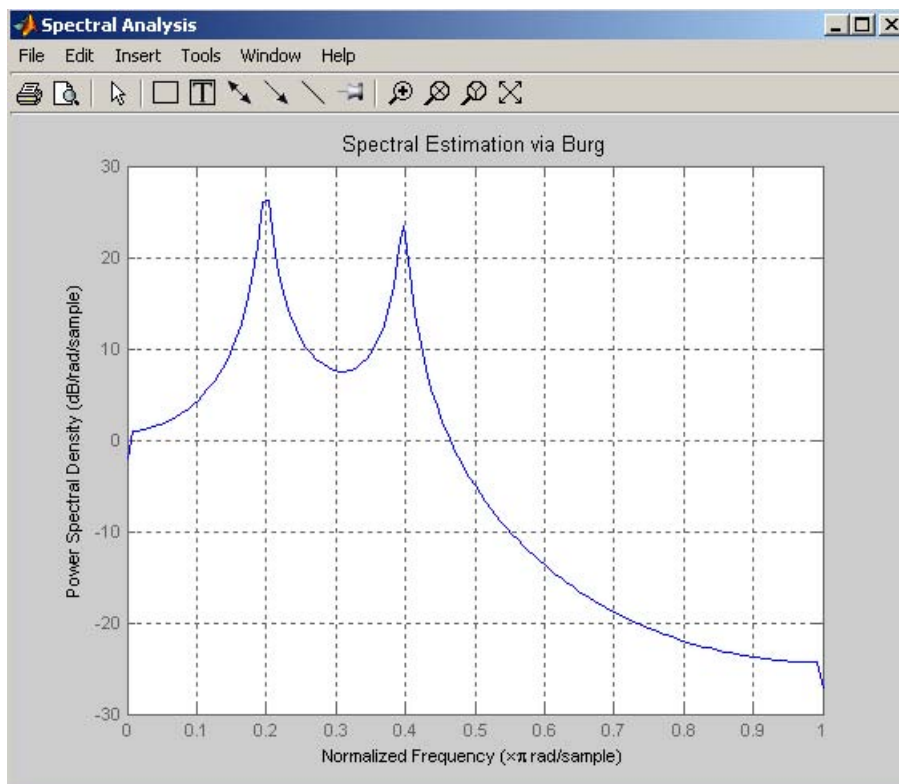 Spectral Analysis
File Edit Insert Tools Window Help
T
Spectral Estimation via Burg
Power Spectral Density (dB/rad/sample)
30
20
10
0
-10
-20
-30
0 0.1 0.2 0.3 0.4 0.5 0.6 0.7 0.8 0.9 1
Normalized Frequency (×π rad/sample)